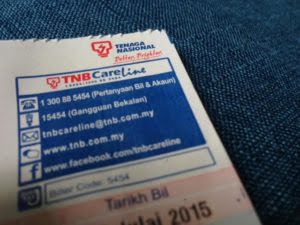 TENAGA
NASIONAL
Better. Brighter.
TNB Careline
1 300 88 5454 (Pertanyaan Bil & Akaun)
15454 (Gangguan Bekalan)
tnbcareline@tnb.com.my
www.tnb.com.my
www.facebook.com/tnbcareline
Biller Code: 5454
Tarikh Bil
2015